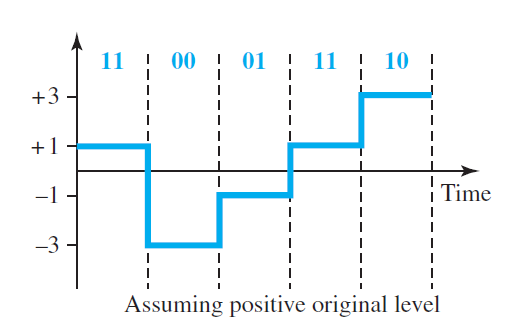 11 00 01 11 10
+3
+1
−1
Time
−3
Assuming positive original level